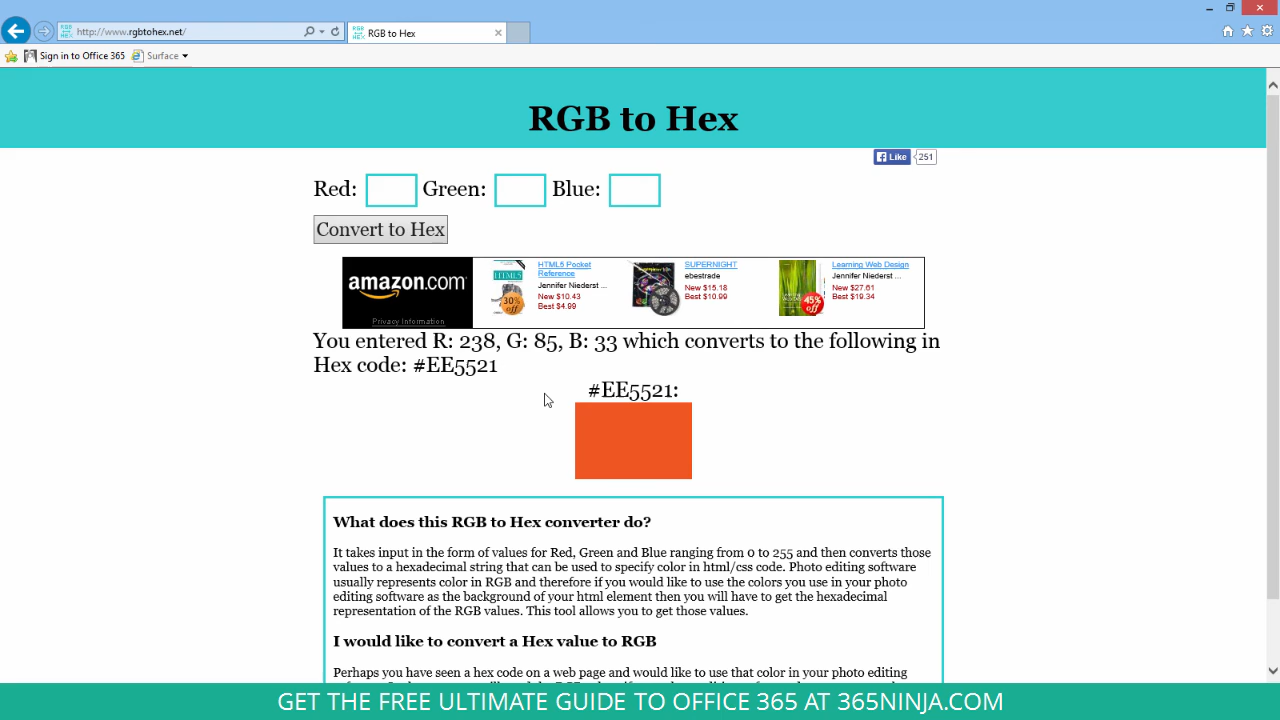 http://www.rgbtohex.net/
RGB to Hex
Sign in to Office 365
Surface
RGB to Hex
Like
251
Red:
Green:
Blue:
Convert to Hex
amazon.com
Privacy Information
HTML5
30% off
HTML5 Pocket
Reference
Jennifer Niederst ...
New $10.43
Best $4.99
SUPERNIGHT
ebestrade
New $15.18
Best $10.99
45% off
Learning Web Design
Jennifer Niederst ...
New $27.61
Best $19.34
You entered R: 238, G: 85, B: 33 which converts to the following in
Hex code: #EE5521
#EE5521:
What does this RGB to Hex converter do?
It takes input in the form of values for Red, Green and Blue ranging from 0 to 255 and then converts those
values to a hexadecimal string that can be used to specify color in html/css code. Photo editing software
usually represents color in RGB and therefore if you would like to use the colors you use in your photo
editing software as the background of your html element then you will have to get the hexadecimal
representation of the RGB values. This tool allows you to get those values.
I would like to convert a Hex value to RGB
Perhaps you have seen a hex code on a web page and would like to use that color in your photo editing
GET THE FREE ULTIMATE GUIDE TO OFFICE 365 AT 365NINJA.COM